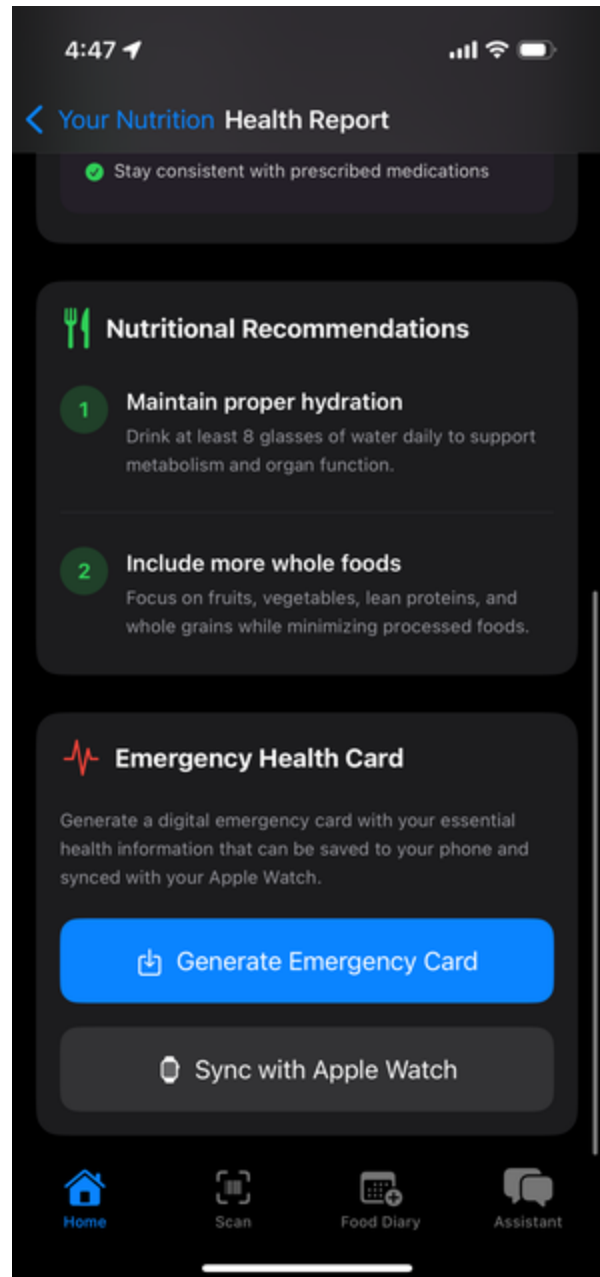 4:47
Your Nutrition Health Report
Stay consistent with prescribed medications
Nutritional Recommendations
1
Maintain proper hydration
Drink at least 8 glasses of water daily to support
metabolism and organ function.
2
Include more whole foods
Focus on fruits, vegetables, lean proteins, and
whole grains while minimizing processed foods.
Emergency Health Card
Generate a digital emergency card with your essential
health information that can be saved to your phone and
synced with your Apple Watch.
Generate Emergency Card
Sync with Apple Watch
Home Scan Food Diary Assistant